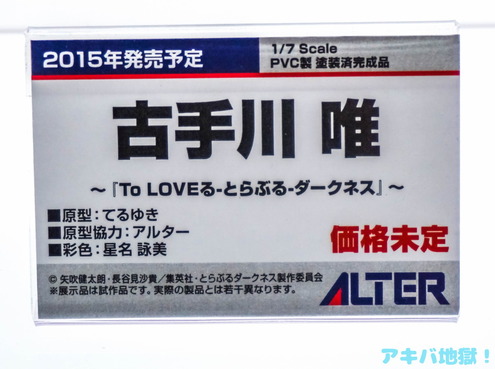 2015年発売予定
1/7 Scale
PVC製 塗装済完成品
古手川 唯
～『To LOVEる-とらぶる-ダークネス』～
■原型：てるゆき
■原型協力：アルター
■彩色：星名 詠美
価格未定
© 矢吹健太朗・長谷見沙貴／集英社・とらぶるダークネス製作委員会
※展示品は試作品です。実際の製品とは若干異なります。
ALTER
アキバ地獄！